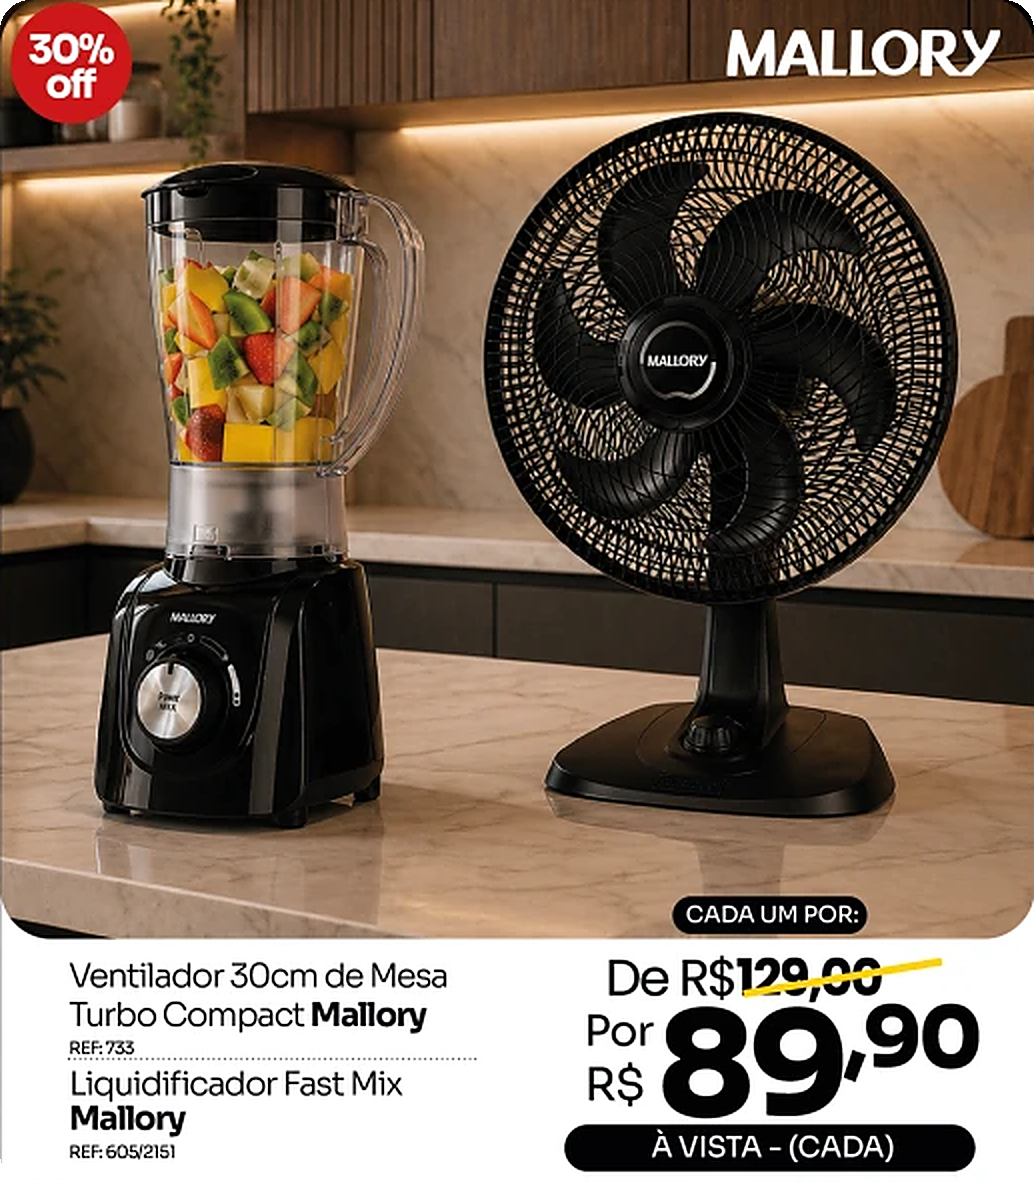 30%
off
MALLORY
MALLORY
MALLORY
Power
MIX
CADA UM POR:
Ventilador 30cm de Mesa
Turbo Compact Mallory
REF: 733
Liquidificador Fast Mix
Mallory
REF: 605/2151
De R$129,00
Por
R$ 89,90
À VISTA - (CADA)